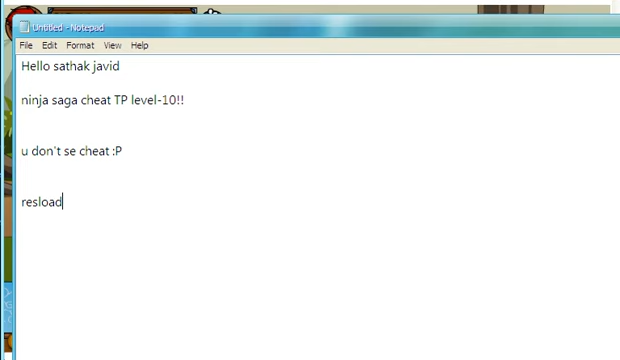 Untitled - Notepad
File Edit Format View Help
Hello sathak javid
ninja saga cheat TP level-10!!
u don't se cheat :P
resload